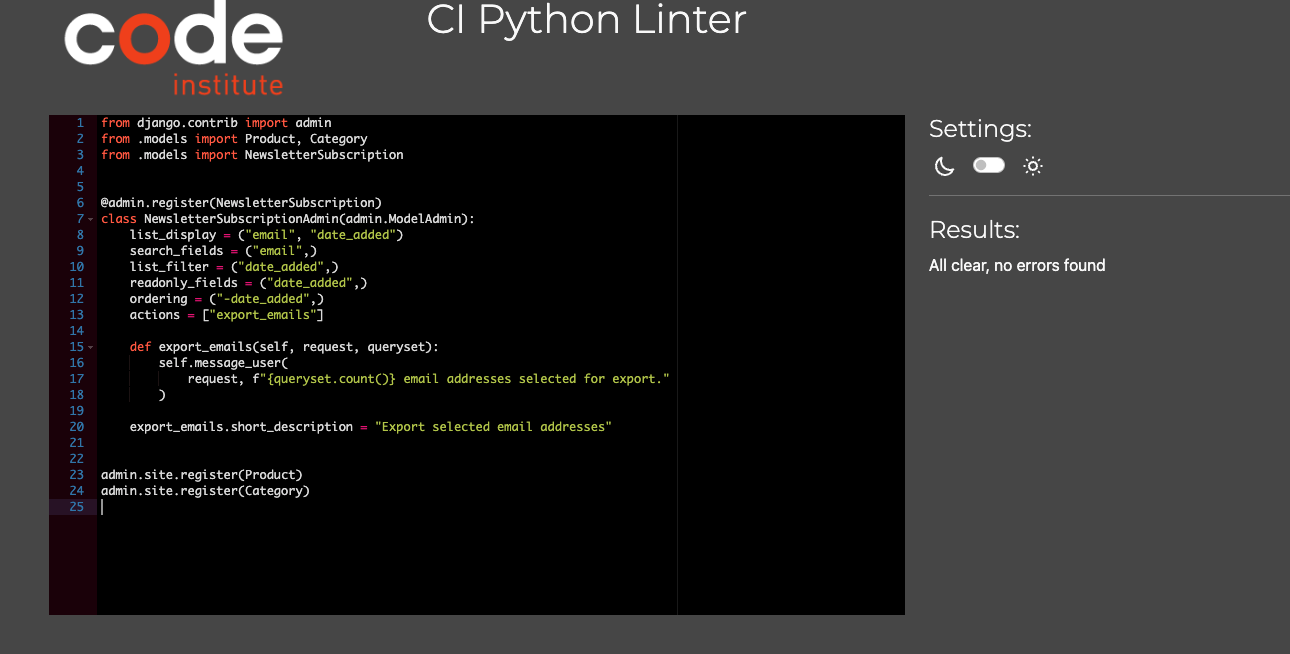 code
institute
CI Python Linter
1 from django.contrib import admin
2 from .models import Product, Category
3 from .models import NewsletterSubscription
4
5
6 @admin.register(NewsletterSubscription)
7 class NewsletterSubscriptionAdmin(admin.ModelAdmin):
8     list_display = ("email", "date_added")
9     search_fields = ("email",)
10     list_filter = ("date_added",)
11     readonly_fields = ("date_added",)
12     ordering = ("-date_added",)
13     actions = ["export_emails"]
14
15     def export_emails(self, request, queryset):
16         self.message_user(
17             request, f"{queryset.count()} email addresses selected for export."
18         )
19
20     export_emails.short_description = "Export selected email addresses"
21
22
23 admin.site.register(Product)
24 admin.site.register(Category)
25
Settings:
Results:
All clear, no errors found